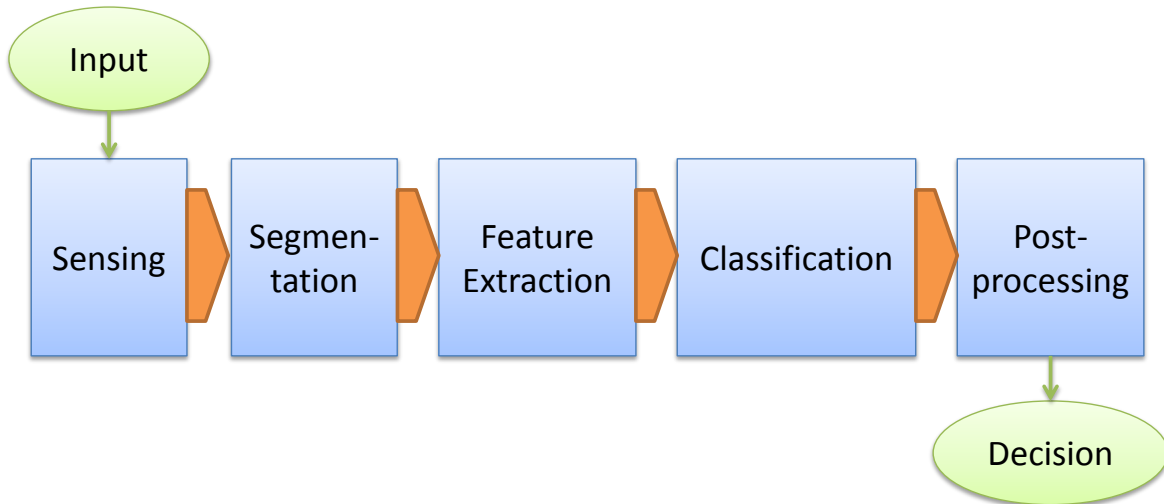 Input
Sensing
Segmen-
tation
Feature
Extraction
Classification
Post-
processing
Decision